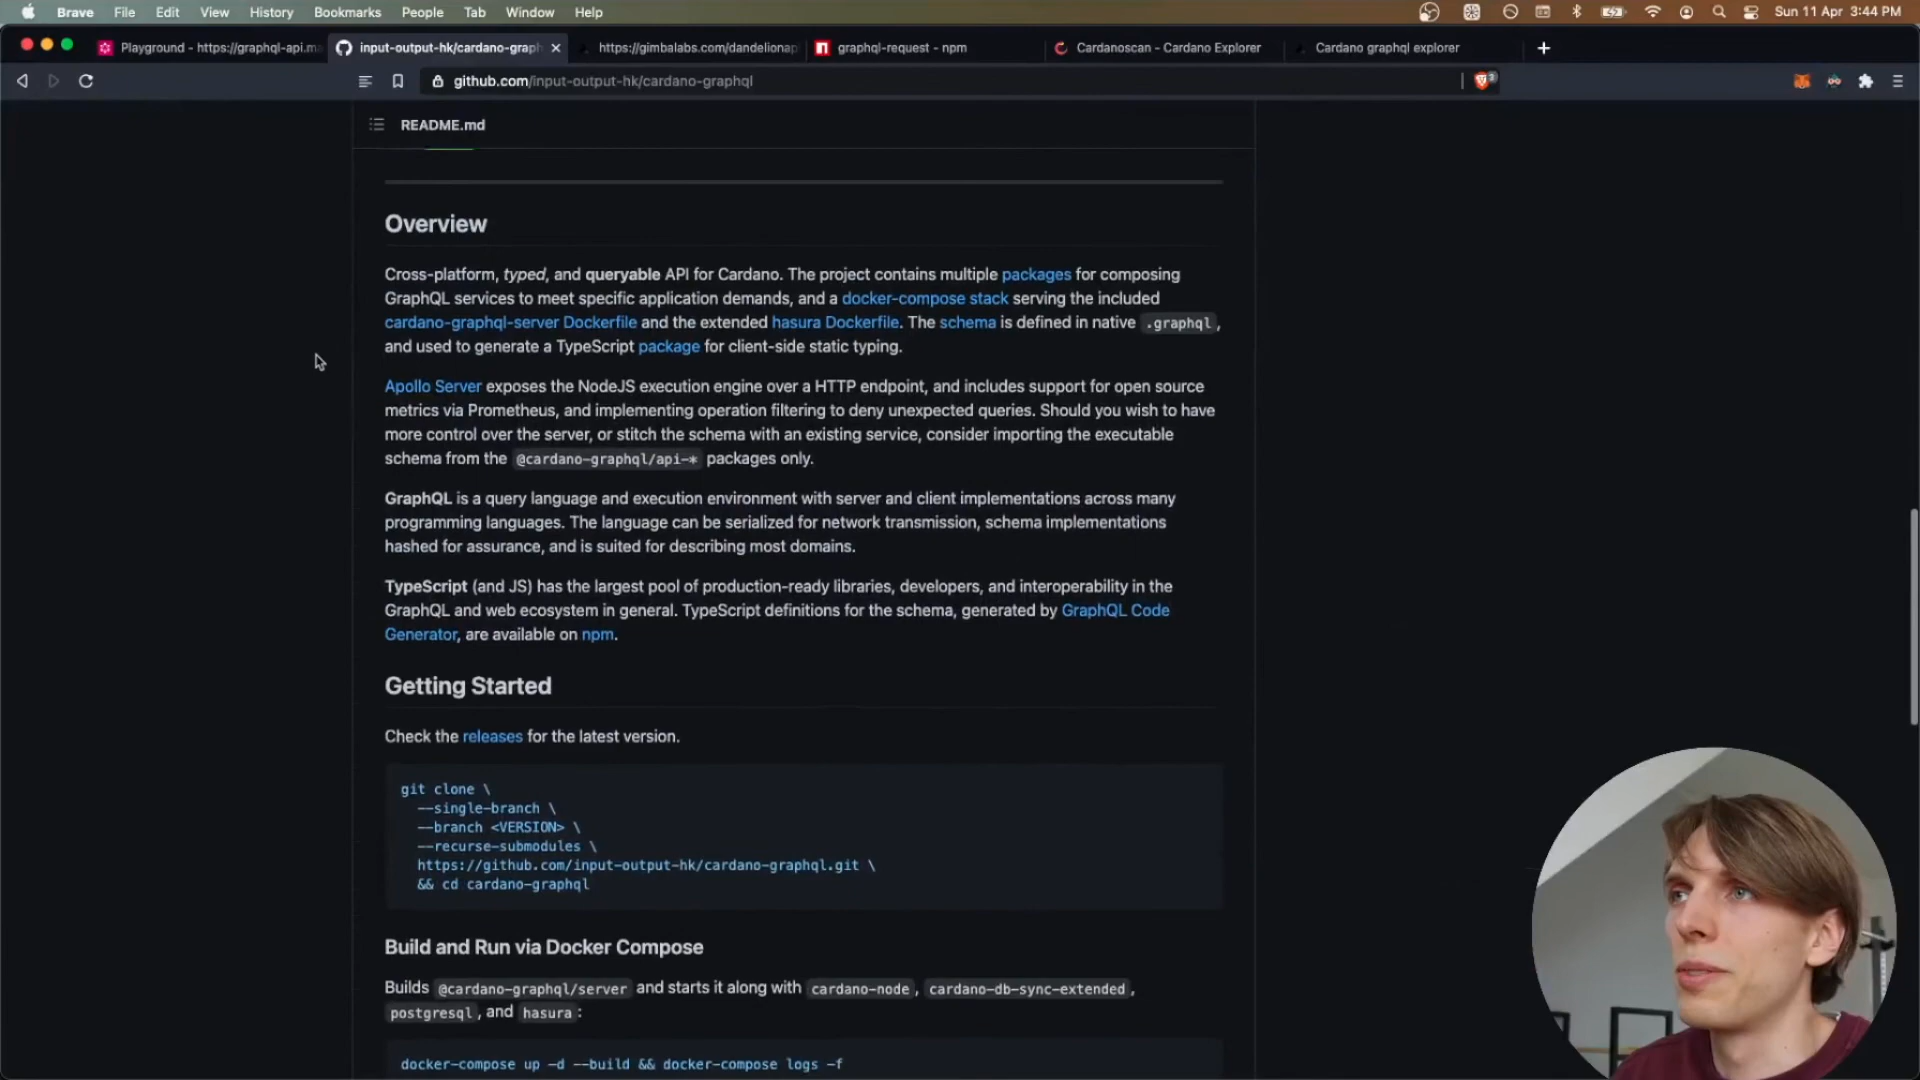 Brave File Edit View History Bookmarks People Tab Window Help Sun 11 Apr 3:44 PM
Playground - https://graphql-api.ma input-output-hk/cardano-graph https://gimbalabs.com/dandelionap graphql-request - npm Cardanoscan - Cardano Explorer Cardano graphql explorer
github.com/input-output-hk/cardano-graphql
README.md
Overview
Cross-platform, typed, and queryable API for Cardano. The project contains multiple packages for composing
GraphQL services to meet specific application demands, and a docker-compose stack serving the included
cardano-graphql-server Dockerfile and the extended hasura Dockerfile. The schema is defined in native .graphql,
and used to generate a TypeScript package for client-side static typing.
Apollo Server exposes the NodeJS execution engine over a HTTP endpoint, and includes support for open source
metrics via Prometheus, and implementing operation filtering to deny unexpected queries. Should you wish to have
more control over the server, or stitch the schema with an existing service, consider importing the executable
schema from the @cardano-graphql/api-* packages only.
GraphQL is a query language and execution environment with server and client implementations across many
programming languages. The language can be serialized for network transmission, schema implementations
hashed for assurance, and is suited for describing most domains.
TypeScript (and JS) has the largest pool of production-ready libraries, developers, and interoperability in the
GraphQL and web ecosystem in general. TypeScript definitions for the schema, generated by GraphQL Code
Generator, are available on npm.
Getting Started
Check the releases for the latest version.
git clone \
--single-branch \
--branch <VERSION> \
--recurse-submodules \
https://github.com/input-output-hk/cardano-graphql.git \
&& cd cardano-graphql
Build and Run via Docker Compose
Builds @cardano-graphql/server and starts it along with cardano-node, cardano-db-sync-extended,
postgresql, and hasura:
docker-compose up -d --build && docker-compose logs -f